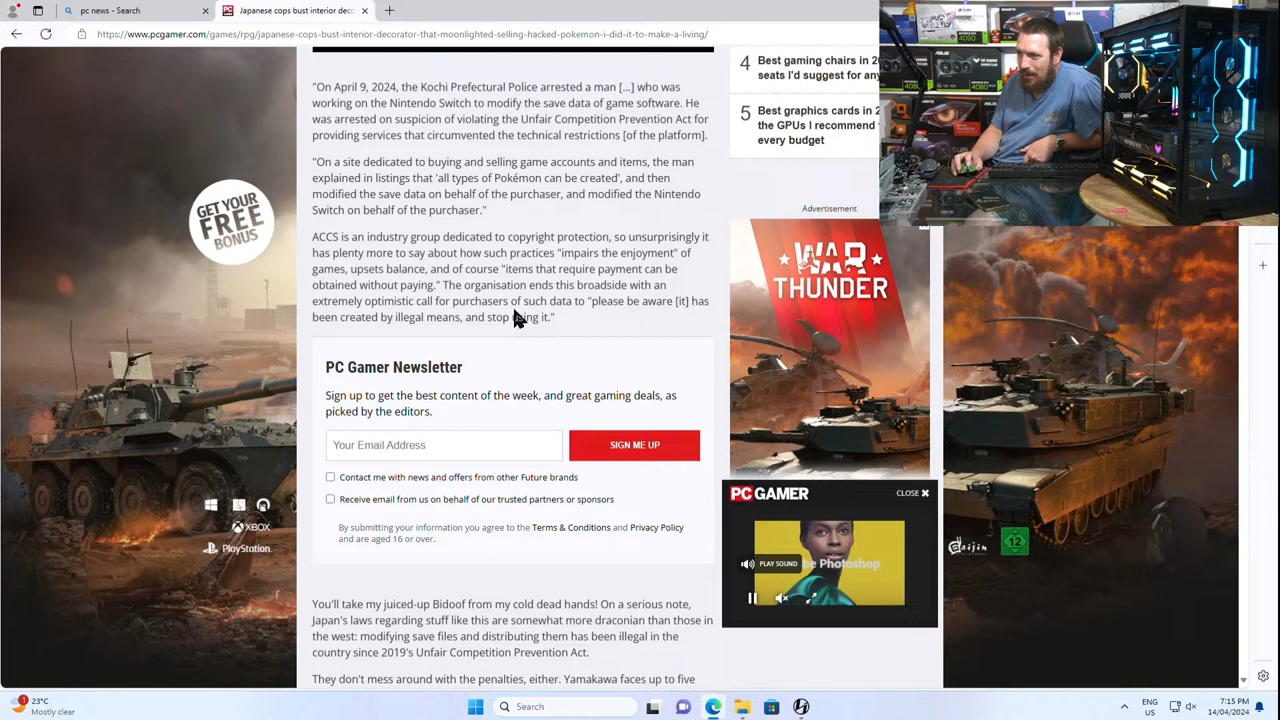 pc news - Search
Japanese cops bust interior deco
https://www.pcgamer.com/games/rpg/japanese-cops-bust-interior-decorator-that-moonlighted-selling-hacked-pokemon-i-did-it-to-make-a-living/
"On April 9, 2024, the Kochi Prefectural Police arrested a man [...] that was
working on the Nintendo Switch to modify the save data of game software. He
was arrested on suspicion of violating the Unfair Competition Prevention Act for
providing services that circumvented the technical restrictions [of the platform].
"On a site dedicated to buying and selling game accounts and items, the man
explained in listings that 'all types of Pokémon can be created', and then
modified the save data on behalf of the purchaser, and modified the Nintendo
Switch on behalf of the purchaser."
ACCS is an industry group dedicated to copyright protection, so unsurprisingly it
has plenty more to say about how such practices "impairs the enjoyment" of
games, upsets balance, and of course "items that require payment can be
obtained without paying." The organisation ends this broadside with an
extremely optimistic call for purchasers of such data to "please be aware [it] has
been created by illegal means, and stop it."
PC Gamer Newsletter
Sign up to get the best content of the week, and great gaming deals, as
picked by the editors.
Your Email Address
SIGN ME UP
Contact me with news and offers from other Future brands
Receive email from us on behalf of our trusted partners or sponsors
By submitting your information you agree to the Terms & Conditions and Privacy Policy
and are aged 16 or over.
You'll take my juiced-up Bidoof from my cold dead hands! On a serious note,
Japan's laws regarding stuff like this are somewhat more draconian than those in
the west: modifying save files and distributing them has been illegal in the
country since 2019's Unfair Competition Prevention Act.
They don't mess around with the penalties, either. Yamakawa faces up to five
4
Best gaming chairs in 20
seats I'd suggest for any
5
Best graphics cards in 2
the GPUs I recommend
every budget
Advertisement
WAR
THUNDER
PC GAMER
CLOSE
PLAY SOUND
be Photoshop
GET YOUR
FREE
BONUS
XBOX
PlayStation.
Gaijin
12
GEFORCE RTX
4090
ASUS
4080
RADEON
1
23°C
Mostly clear
Search
ENG
US
7:15 PM
14/04/2024